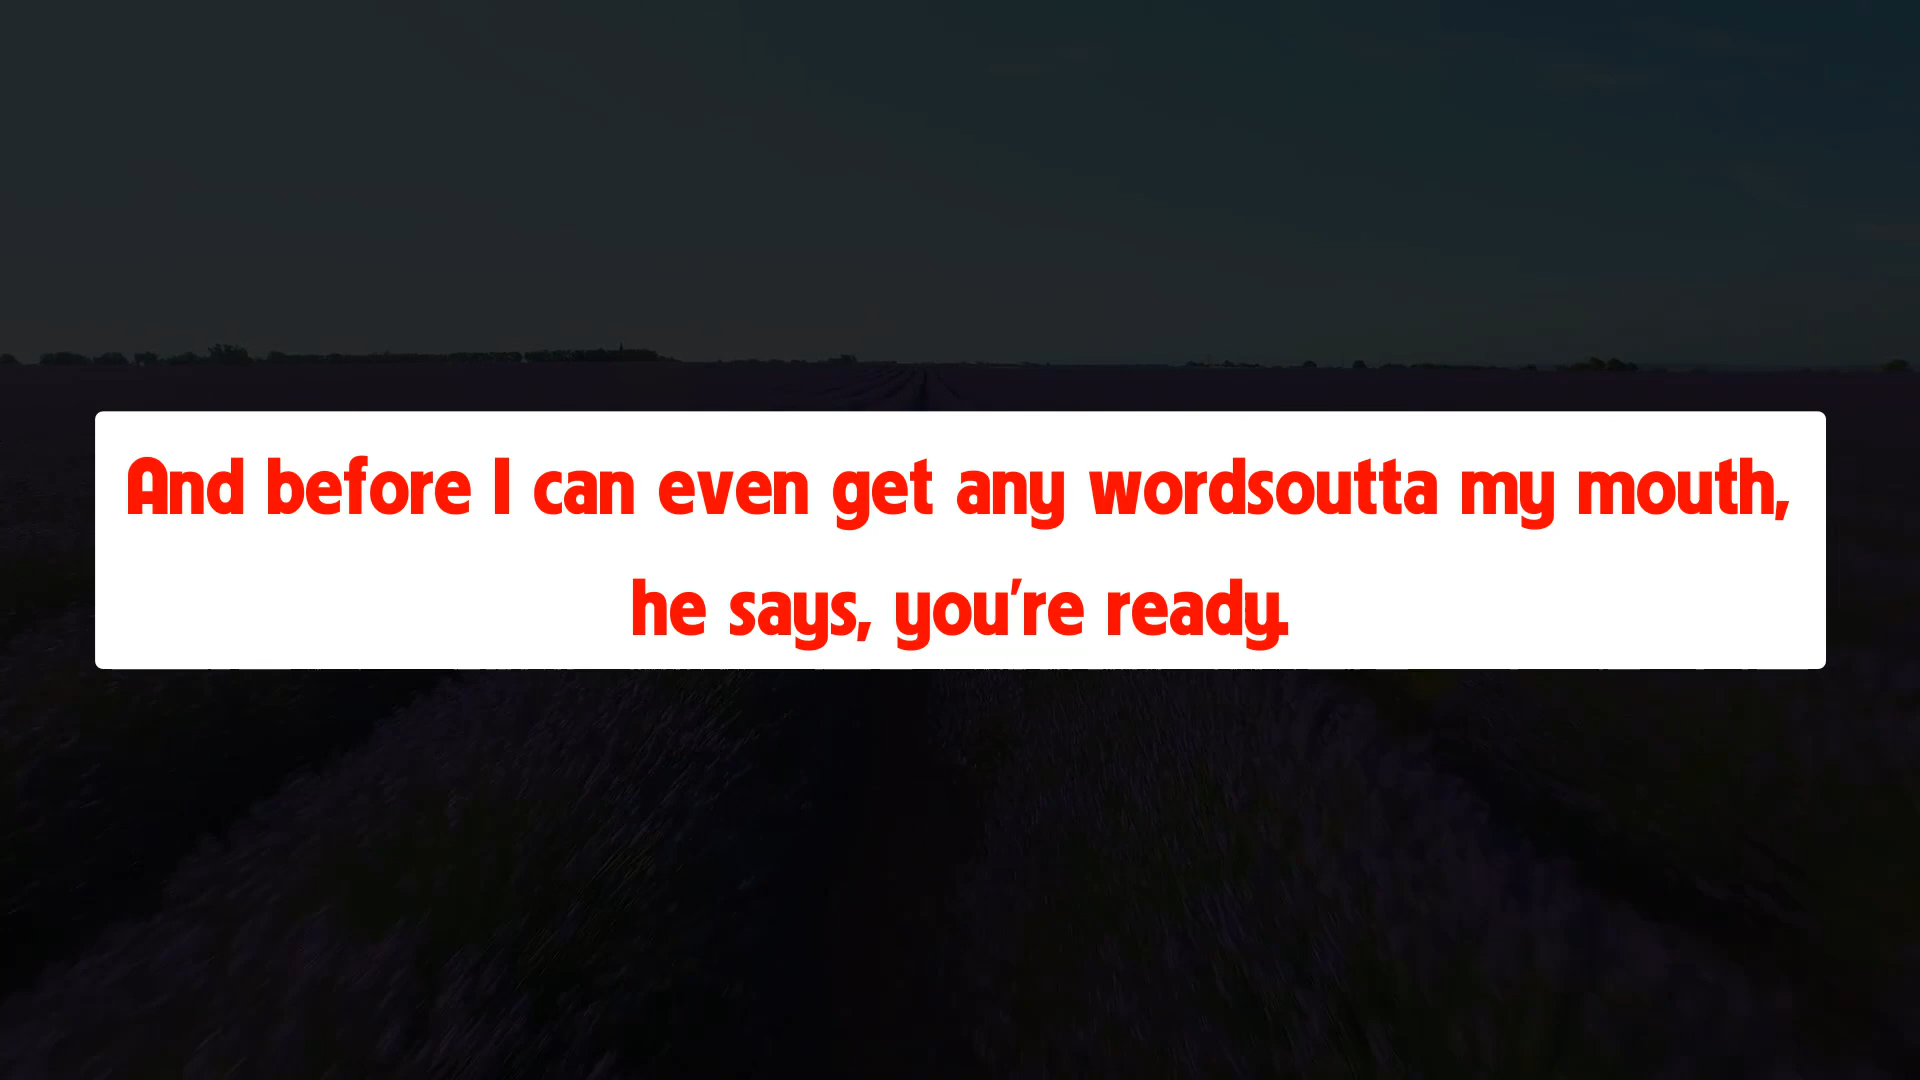 And before I can even get any wordsoutta my mouth,
he says, you're ready.